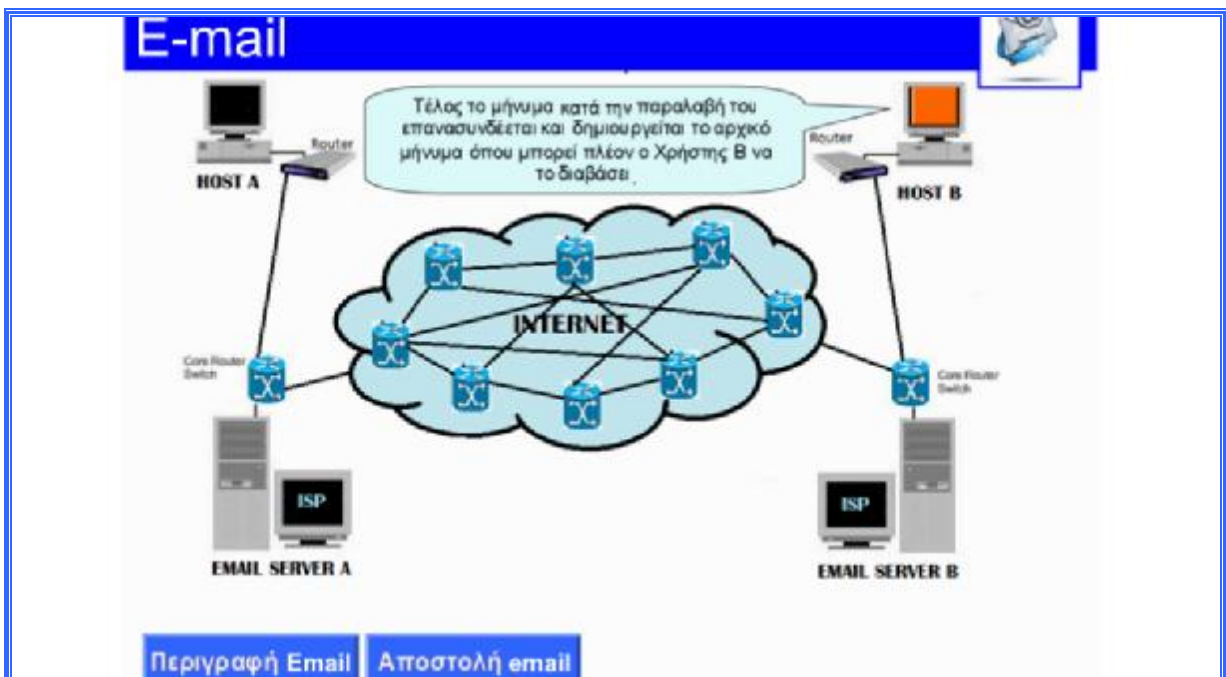 E-mail
Τέλος το μήνυμα κατά την παραλαβή του
επανασυνδέεται και δημιουργείται το αρχικό
μήνυμα όπου μπορεί πλέον ο Χρήστης Β να
το διαβάσει.
Router
Router
HOST A
HOST B
INTERNET
Core Router
Switch
Core Router
Switch
ISP
ISP
EMAIL SERVER A
EMAIL SERVER B
Περιγραφή Email
Αποστολή email